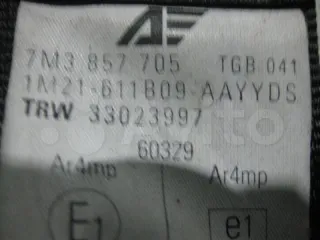 7M3 857 705 TGB 041
1M21-611B09-AAYYDS
TRW 33023997
60329
Ar4mp Ar4mp
E1 e1